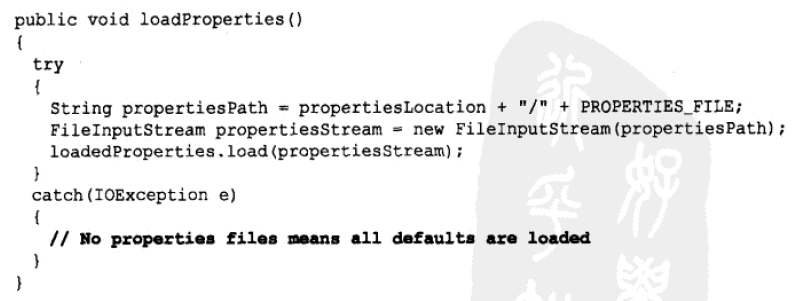 public void loadProperties()
{
  try
  {
    String propertiesPath = propertiesLocation + "/" + PROPERTIES_FILE;
    FileInputStream propertiesStream = new FileInputStream(propertiesPath);
    loadedProperties.load(propertiesStream);
  }
  catch(IOException e)
  {
    // No properties files means all defaults are loaded
  }
}